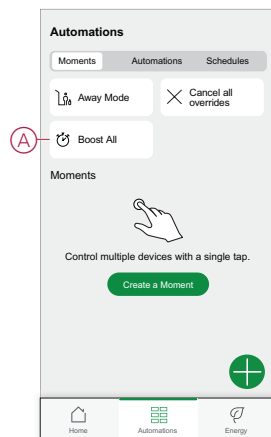 Automations
Moments Automations Schedules
Away Mode
Cancel all
overrides
A
Boost All
Moments
Control multiple devices with a single tap.
Create a Moment
Home Automations Energy